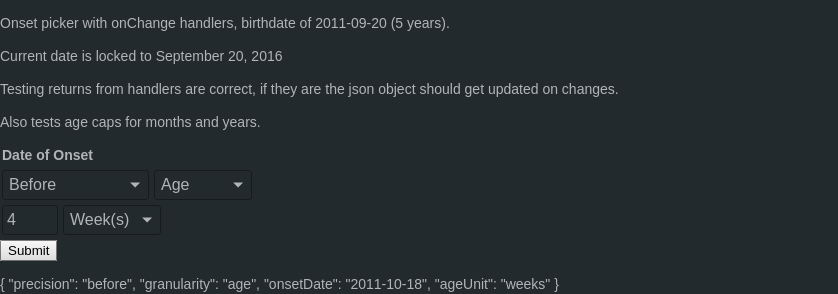 Onset picker with onChange handlers, birthdate of 2011-09-20 (5 years).
Current date is locked to September 20, 2016
Testing returns from handlers are correct, if they are the json object should get updated on changes.
Also tests age caps for months and years.
Date of Onset
Before Age
4 Week(s)
Submit
{ "precision": "before", "granularity": "age", "onsetDate": "2011-10-18", "ageUnit": "weeks" }